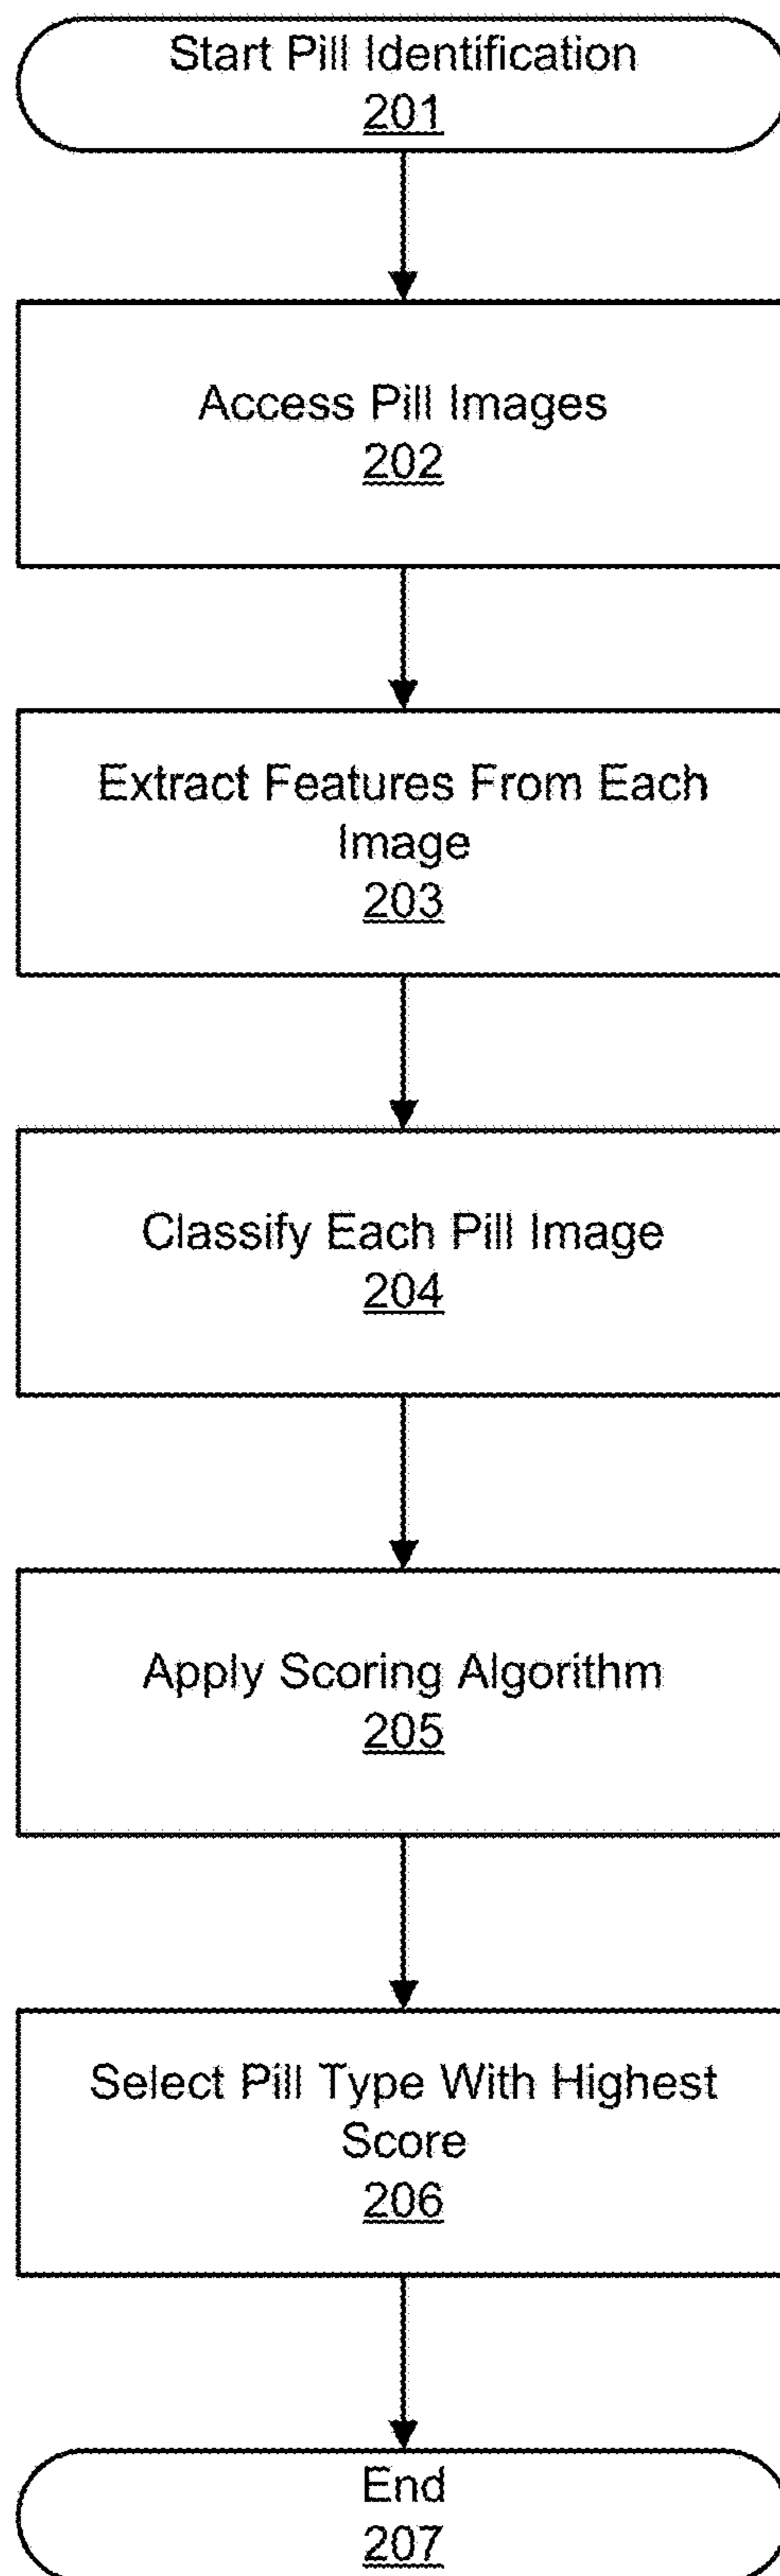 Start Pill Identification
201
Access Pill Images
202
Extract Features From Each
Image
203
Classify Each Pill Image
204
Apply Scoring Algorithm
205
Select Pill Type With Highest
Score
206
End
207